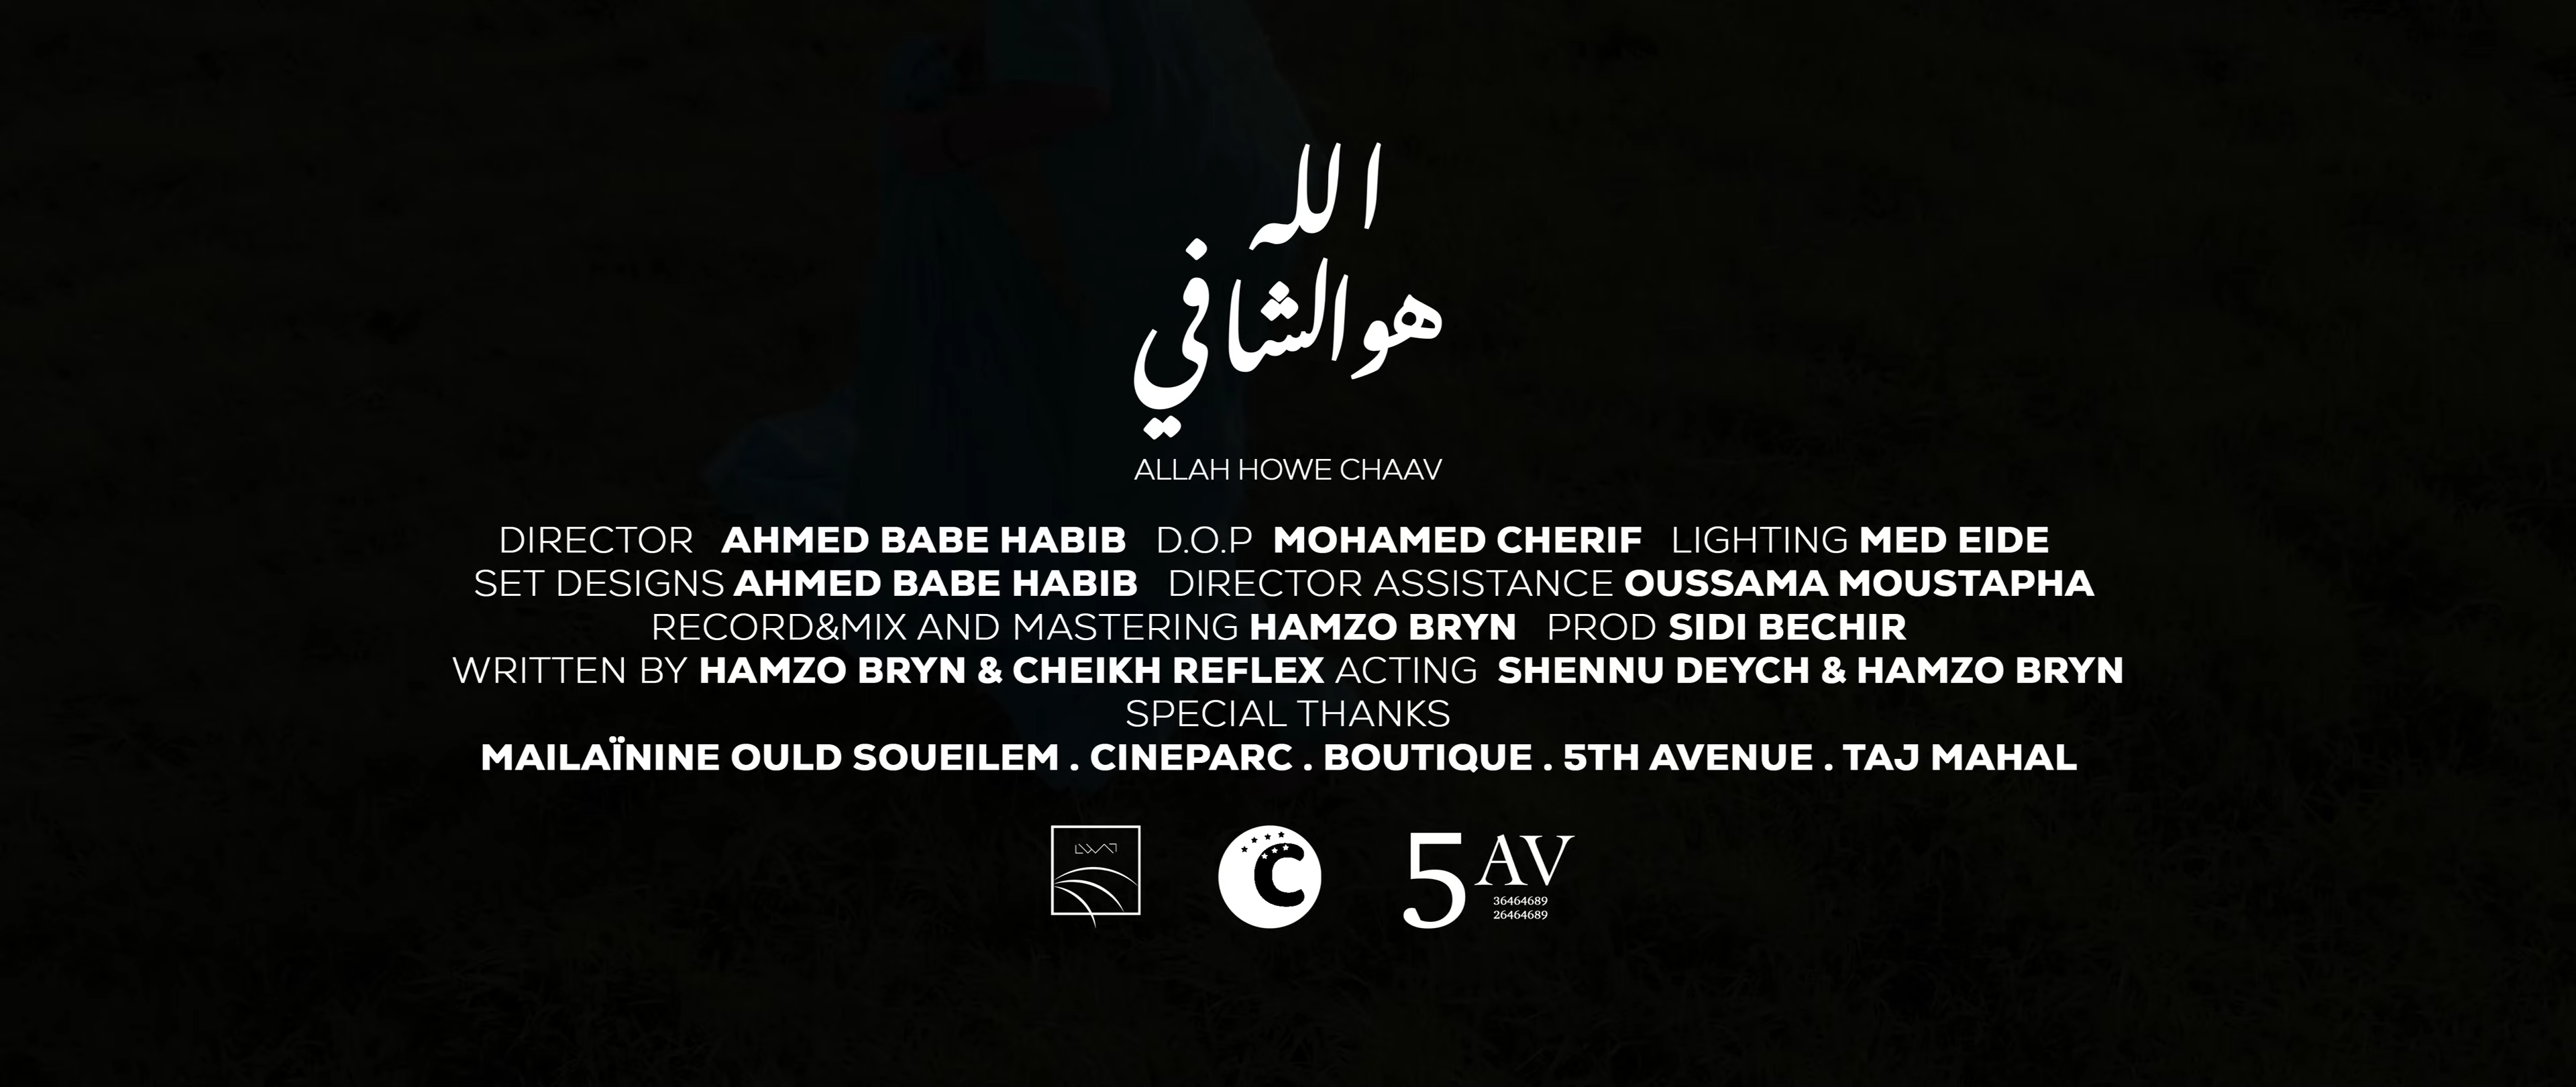 الله
هو الشافي
ALLAH HOWE CHAAV
DIRECTOR AHMED BABE HABIB D.O.P MOHAMED CHERIF LIGHTING MED EIDE
SET DESIGNS AHMED BABE HABIB DIRECTOR ASSISTANCE OUSSAMA MOUSTAPHA
RECORD&MIX AND MASTERING HAMZO BRYN PROD SIDI BECHIR
WRITTEN BY HAMZO BRYN & CHEIKH REFLEX ACTING SHENNU DEYCH & HAMZO BRYN
SPECIAL THANKS
MAILAÏNINE OULD SOUEILEM . CINEPARC . BOUTIQUE . 5TH AVENUE . TAJ MAHAL
C
5 AV
36464689
26464689